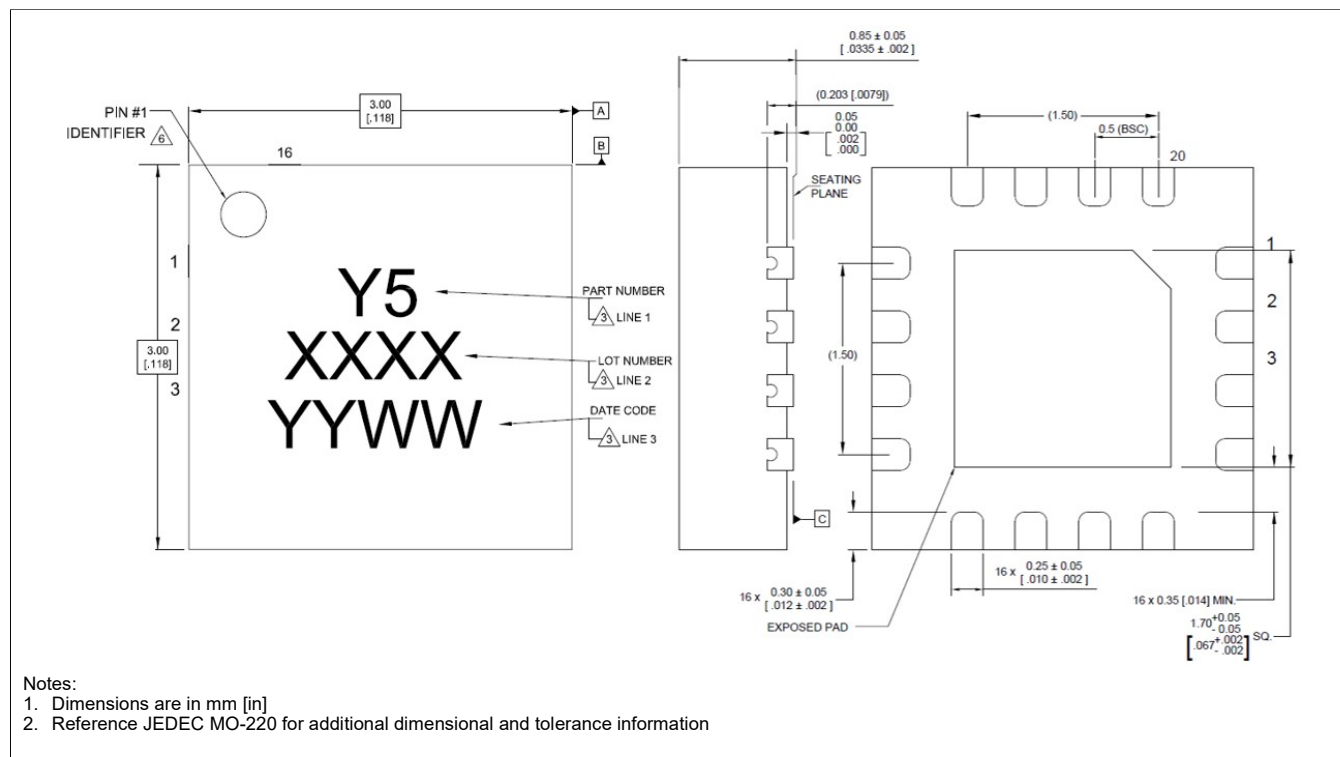 PIN #1
IDENTIFIER 6
3.00
[.118]
A
B
16
1
2
3
3.00
[.118]
Y5
XXXX
YYWW
PART NUMBER
3 LINE 1
LOT NUMBER
3 LINE 2
DATE CODE
3 LINE 3
0.85 ± 0.05
[ .0335 ± .002 ]
(0.203 [.0079])
0.05
0.00
[ .002
.000 ]
SEATING
PLANE
C
(1.50)
0.5 (BSC)
20
1
2
3
(1.50)
16 x 0.30 ± 0.05
[ .012 ± .002 ]
16 x 0.25 ± 0.05
[ .010 ± .002 ]
EXPOSED PAD
16 x 0.35 [.014] MIN.
1.70 +0.05
- 0.05
[ .067 +.002
- .002 ] SQ.
Notes:
1. Dimensions are in mm [in]
2. Reference JEDEC MO-220 for additional dimensional and tolerance information